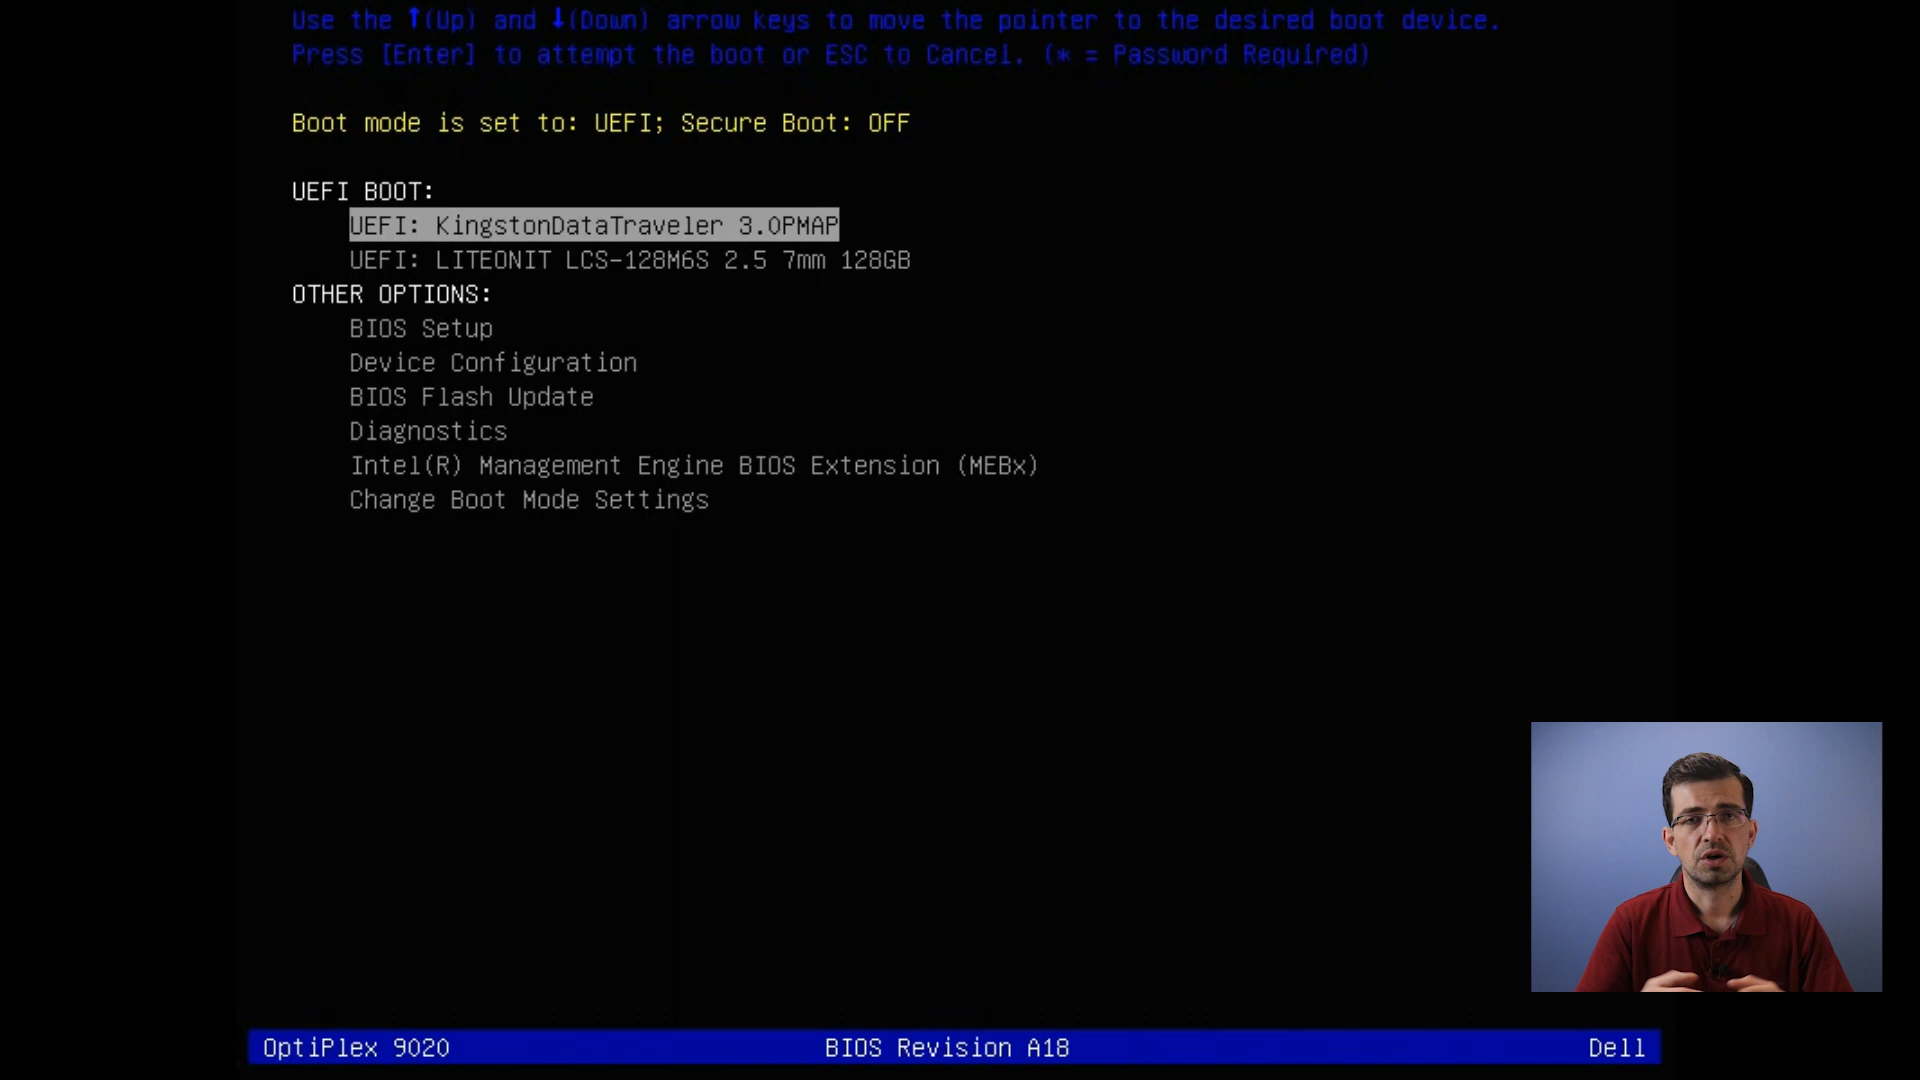 Use the ↑(Up) and ↓(Down) arrow keys to move the pointer to the desired boot device.
Press [Enter] to attempt the boot or ESC to Cancel. (* = Password Required)
Boot mode is set to: UEFI; Secure Boot: OFF
UEFI BOOT:
UEFI: KingstonDataTraveler 3.0PMAP
UEFI: LITEONIT LCS-128M6S 2.5 7mm 128GB
OTHER OPTIONS:
BIOS Setup
Device Configuration
BIOS Flash Update
Diagnostics
Intel(R) Management Engine BIOS Extension (MEBx)
Change Boot Mode Settings
OptiPlex 9020 BIOS Revision A18 Dell